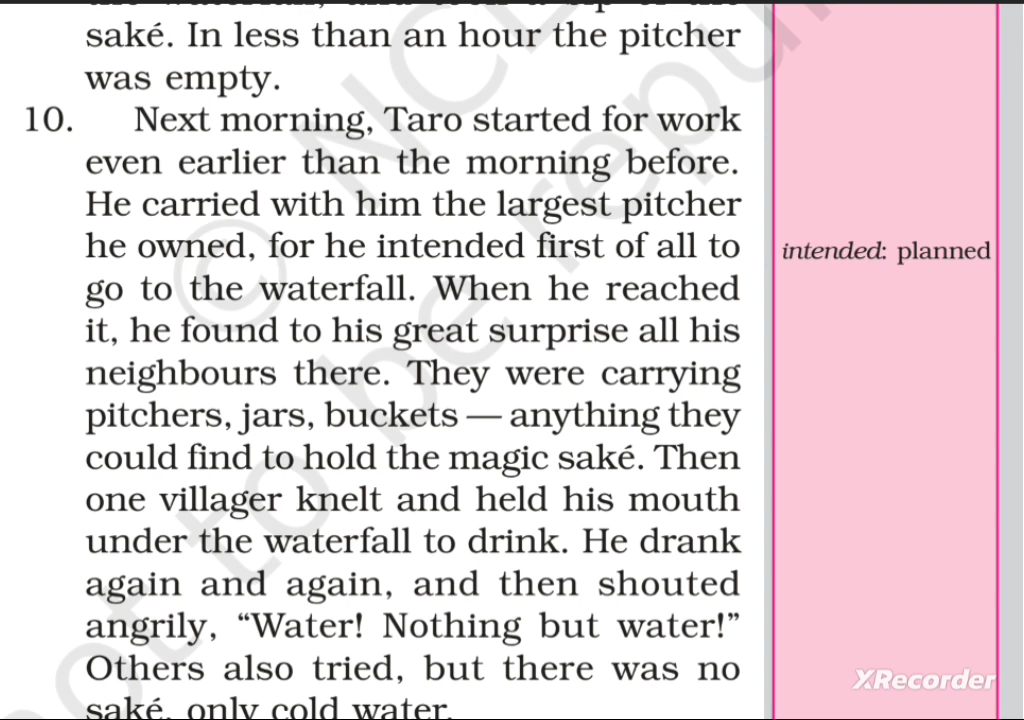 saké. In less than an hour the pitcher
was empty.
10. Next morning, Taro started for work
even earlier than the morning before.
He carried with him the largest pitcher
he owned, for he intended first of all to
go to the waterfall. When he reached
it, he found to his great surprise all his
neighbours there. They were carrying
pitchers, jars, buckets — anything they
could find to hold the magic saké. Then
one villager knelt and held his mouth
under the waterfall to drink. He drank
again and again, and then shouted
angrily, “Water! Nothing but water!”
Others also tried, but there was no
saké, only cold water.
intended: planned
XRecorder